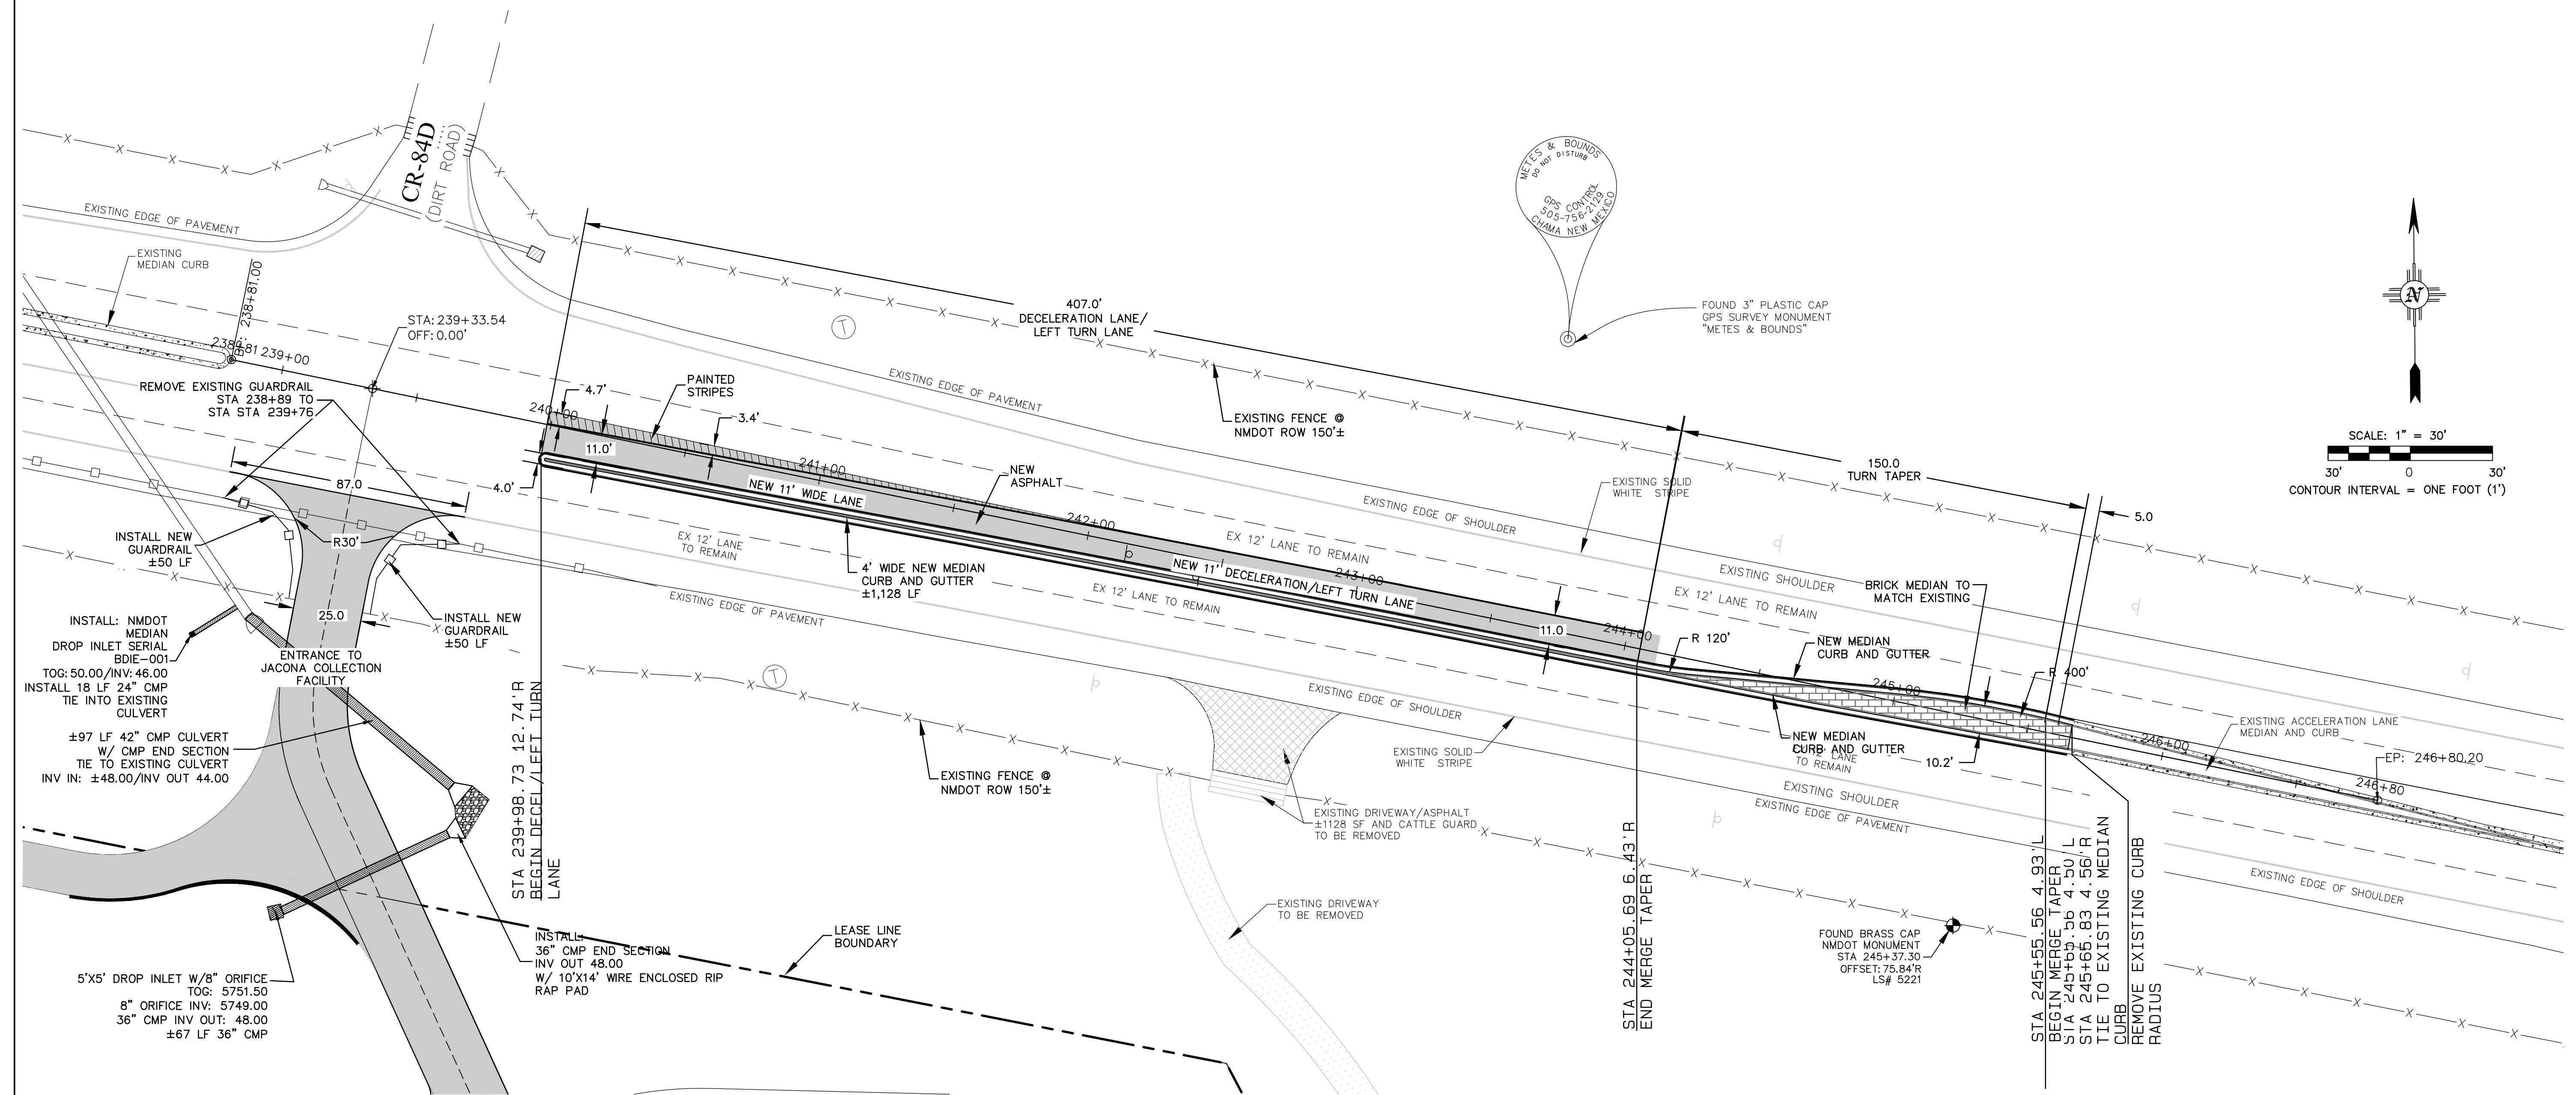 CR-84D
(DIRT ROAD)
EXISTING EDGE OF PAVEMENT
EXISTING
MEDIAN CURB
238+81.00
238+81
239+00
STA: 239+33.54
OFF: 0.00'
REMOVE EXISTING GUARDRAIL
STA 238+89 TO
STA STA 239+76
87.0
INSTALL NEW
GUARDRAIL
±50 LF
R30'
25.0
INSTALL NEW
GUARDRAIL
±50 LF
INSTALL: NMDOT
MEDIAN
DROP INLET SERIAL
BDIE-001
TOG: 50.00/INV: 46.00
INSTALL 18 LF 24" CMP
TIE INTO EXISTING
CULVERT
ENTRANCE TO
JACONA COLLECTION
FACILITY
±97 LF 42" CMP CULVERT
W/ CMP END SECTION
TIE TO EXISTING CULVERT
INV IN: ±48.00/INV OUT 44.00
5'X5' DROP INLET W/8" ORIFICE
TOG: 5751.50
8" ORIFICE INV: 5749.00
36" CMP INV OUT: 48.00
±67 LF 36" CMP
INSTALL:
36" CMP END SECTION
INV OUT 48.00
W/ 10'X14' WIRE ENCLOSED RIP
RAP PAD
LEASE LINE
BOUNDARY
STA 239+98.73 12.74'R
BEGIN DECEL/LEFT TURN
LANE
407.0'
DECELERATION LANE/
LEFT TURN LANE
T
240+00
4.7'
PAINTED
STRIPES
3.4'
11.0'
4.0'
241+00
NEW 11' WIDE LANE
NEW
ASPHALT
EXISTING EDGE OF PAVEMENT
242+00
EX 12' LANE
TO REMAIN
4' WIDE NEW MEDIAN
CURB AND GUTTER
±1,128 LF
EXISTING EDGE OF PAVEMENT
T
EXISTING FENCE @
NMDOT ROW 150'±
EX 12' LANE TO REMAIN
243+00
NEW 11' DECELERATION/LEFT TURN LANE
EX 12' LANE TO REMAIN
EXISTING FENCE @
NMDOT ROW 150'±
METES & BOUNDS
DO NOT DISTURB
GPS CONTROL
505-756-2129
CHAMA NEW MEXICO
FOUND 3" PLASTIC CAP
GPS SURVEY MONUMENT
"METES & BOUNDS"
150.0
TURN TAPER
5.0
EXISTING SOLID
WHITE STRIPE
EXISTING EDGE OF SHOULDER
EXISTING SHOULDER
EX 12' LANE TO REMAIN
BRICK MEDIAN TO
MATCH EXISTING
11.0
244+00
R 120'
NEW MEDIAN
CURB AND GUTTER
245+00
R 400'
EXISTING EDGE OF SHOULDER
EXISTING SOLID
WHITE STRIPE
NEW MEDIAN
CURB AND GUTTER
EX 12' LANE
TO REMAIN
10.2'
EXISTING SHOULDER
EXISTING EDGE OF PAVEMENT
EXISTING DRIVEWAY/ASPHALT
±1128 SF AND CATTLE GUARD
TO BE REMOVED
EXISTING DRIVEWAY
TO BE REMOVED
STA 244+05.69 6.43'R
END MERGE TAPER
FOUND BRASS CAP
NMDOT MONUMENT
STA 245+37.30
OFFSET: 75.84'R
LS# 5221
STA 245+55.56 4.93'L
BEGIN MERGE TAPER
STA 245+65.66 4.50'L
STA 245+65.83 4.56'R
TIE TO EXISTING MEDIAN
CURB
REMOVE EXISTING CURB
RADIUS
EXISTING ACCELERATION LANE
MEDIAN AND CURB
246+00
EP: 246+80.20
246+80
EXISTING EDGE OF SHOULDER
N
SCALE: 1" = 30'
30' 0 30'
CONTOUR INTERVAL = ONE FOOT (1')